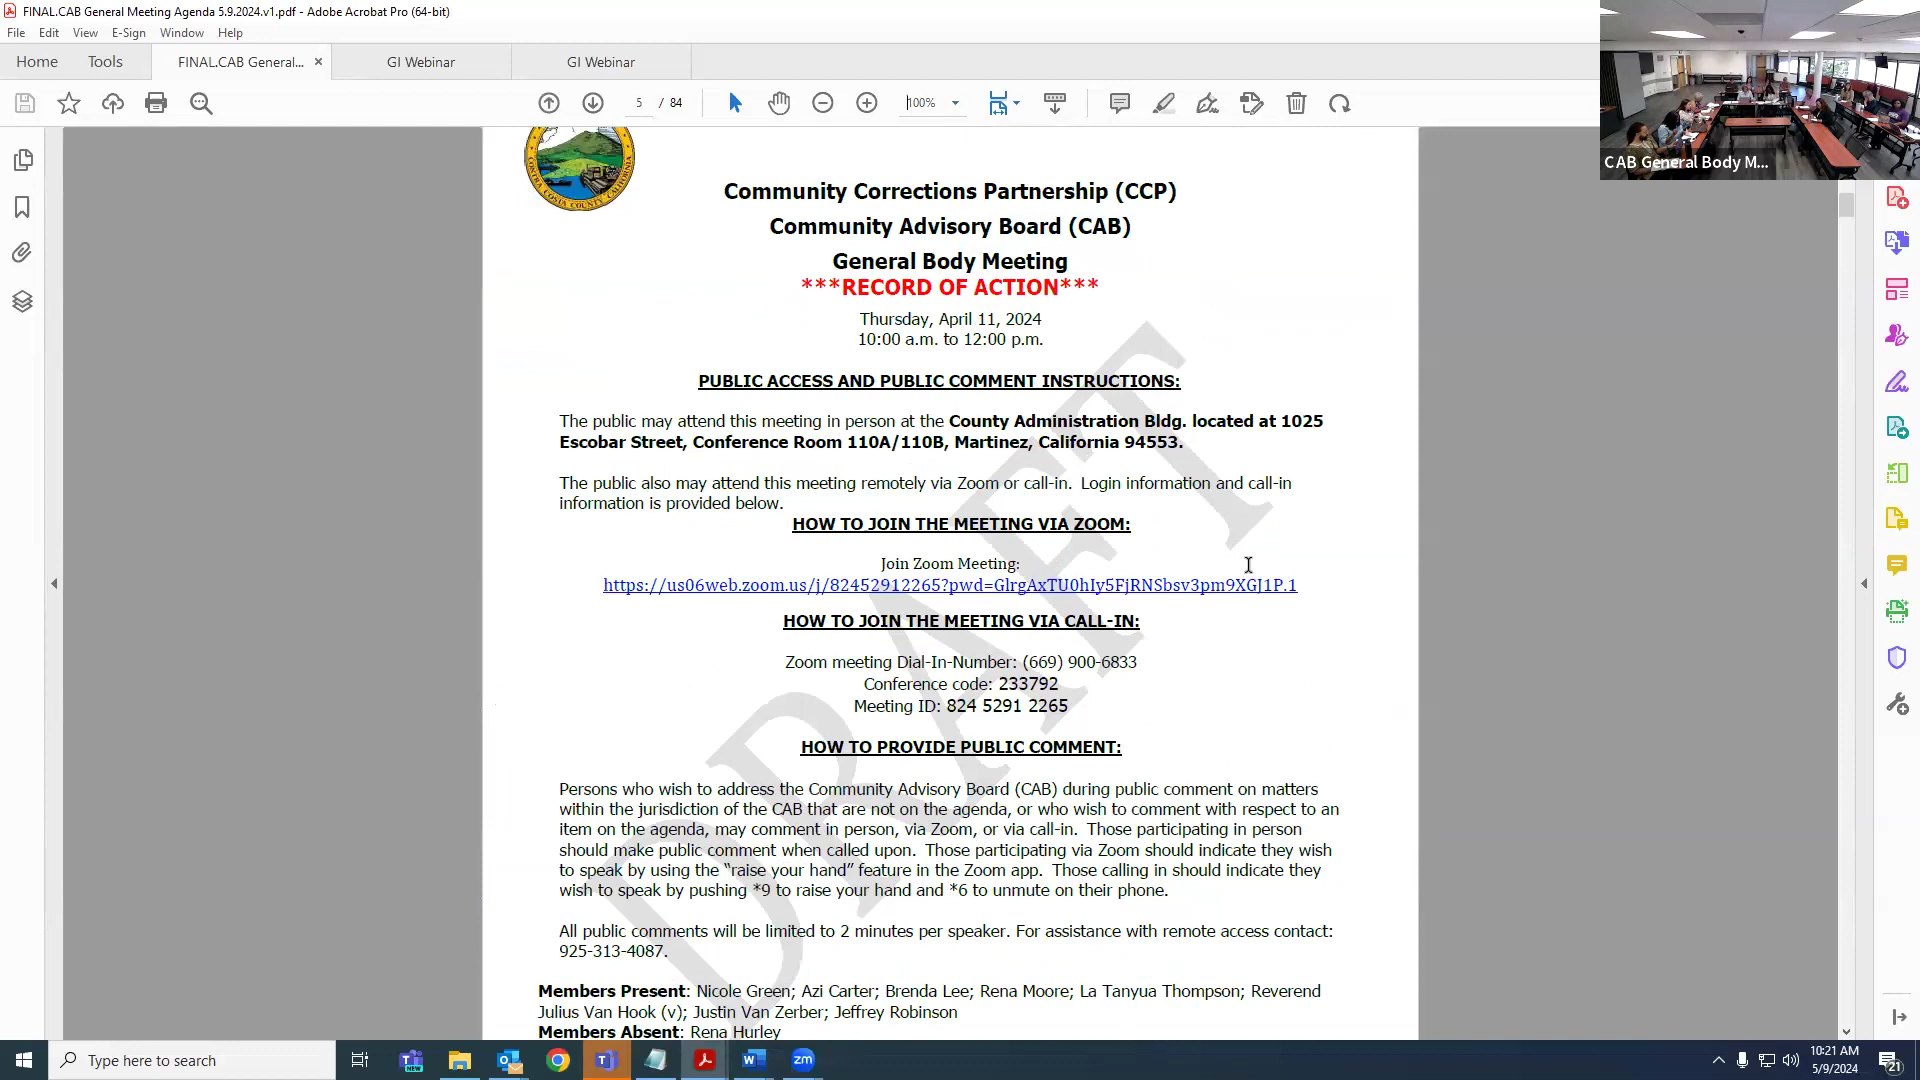 FINAL.CAB General Meeting Agenda 5.9.2024.v1.pdf - Adobe Acrobat Pro (64-bit)
File Edit View E-Sign Window Help
Home Tools FINAL.CAB General... × GI Webinar GI Webinar
5 / 84 100%
CAB General Body M...
CONTRA COSTA COUNTY CALIFORNIA
Community Corrections Partnership (CCP)
Community Advisory Board (CAB)
General Body Meeting
***RECORD OF ACTION***
Thursday, April 11, 2024
10:00 a.m. to 12:00 p.m.
PUBLIC ACCESS AND PUBLIC COMMENT INSTRUCTIONS:
The public may attend this meeting in person at the County Administration Bldg. located at 1025
Escobar Street, Conference Room 110A/110B, Martinez, California 94553.
The public also may attend this meeting remotely via Zoom or call-in. Login information and call-in
information is provided below.
HOW TO JOIN THE MEETING VIA ZOOM:
Join Zoom Meeting:
https://us06web.zoom.us/j/82452912265?pwd=GlrgAxTU0hIy5FjRNSbsv3pm9XGJ1P.1
HOW TO JOIN THE MEETING VIA CALL-IN:
Zoom meeting Dial-In-Number: (669) 900-6833
Conference code: 233792
Meeting ID: 824 5291 2265
HOW TO PROVIDE PUBLIC COMMENT:
Persons who wish to address the Community Advisory Board (CAB) during public comment on matters
within the jurisdiction of the CAB that are not on the agenda, or who wish to comment with respect to an
item on the agenda, may comment in person, via Zoom, or via call-in. Those participating in person
should make public comment when called upon. Those participating via Zoom should indicate they wish
to speak by using the “raise your hand” feature in the Zoom app. Those calling in should indicate they
wish to speak by pushing *9 to raise your hand and *6 to unmute on their phone.
All public comments will be limited to 2 minutes per speaker. For assistance with remote access contact:
925-313-4087.
Members Present: Nicole Green; Azi Carter; Brenda Lee; Rena Moore; La Tanyua Thompson; Reverend
Julius Van Hook (v); Justin Van Zerber; Jeffrey Robinson
Members Absent: Rena Hurley
DRAFT
Type here to search
NEW
zm
10:21 AM
5/9/2024
21